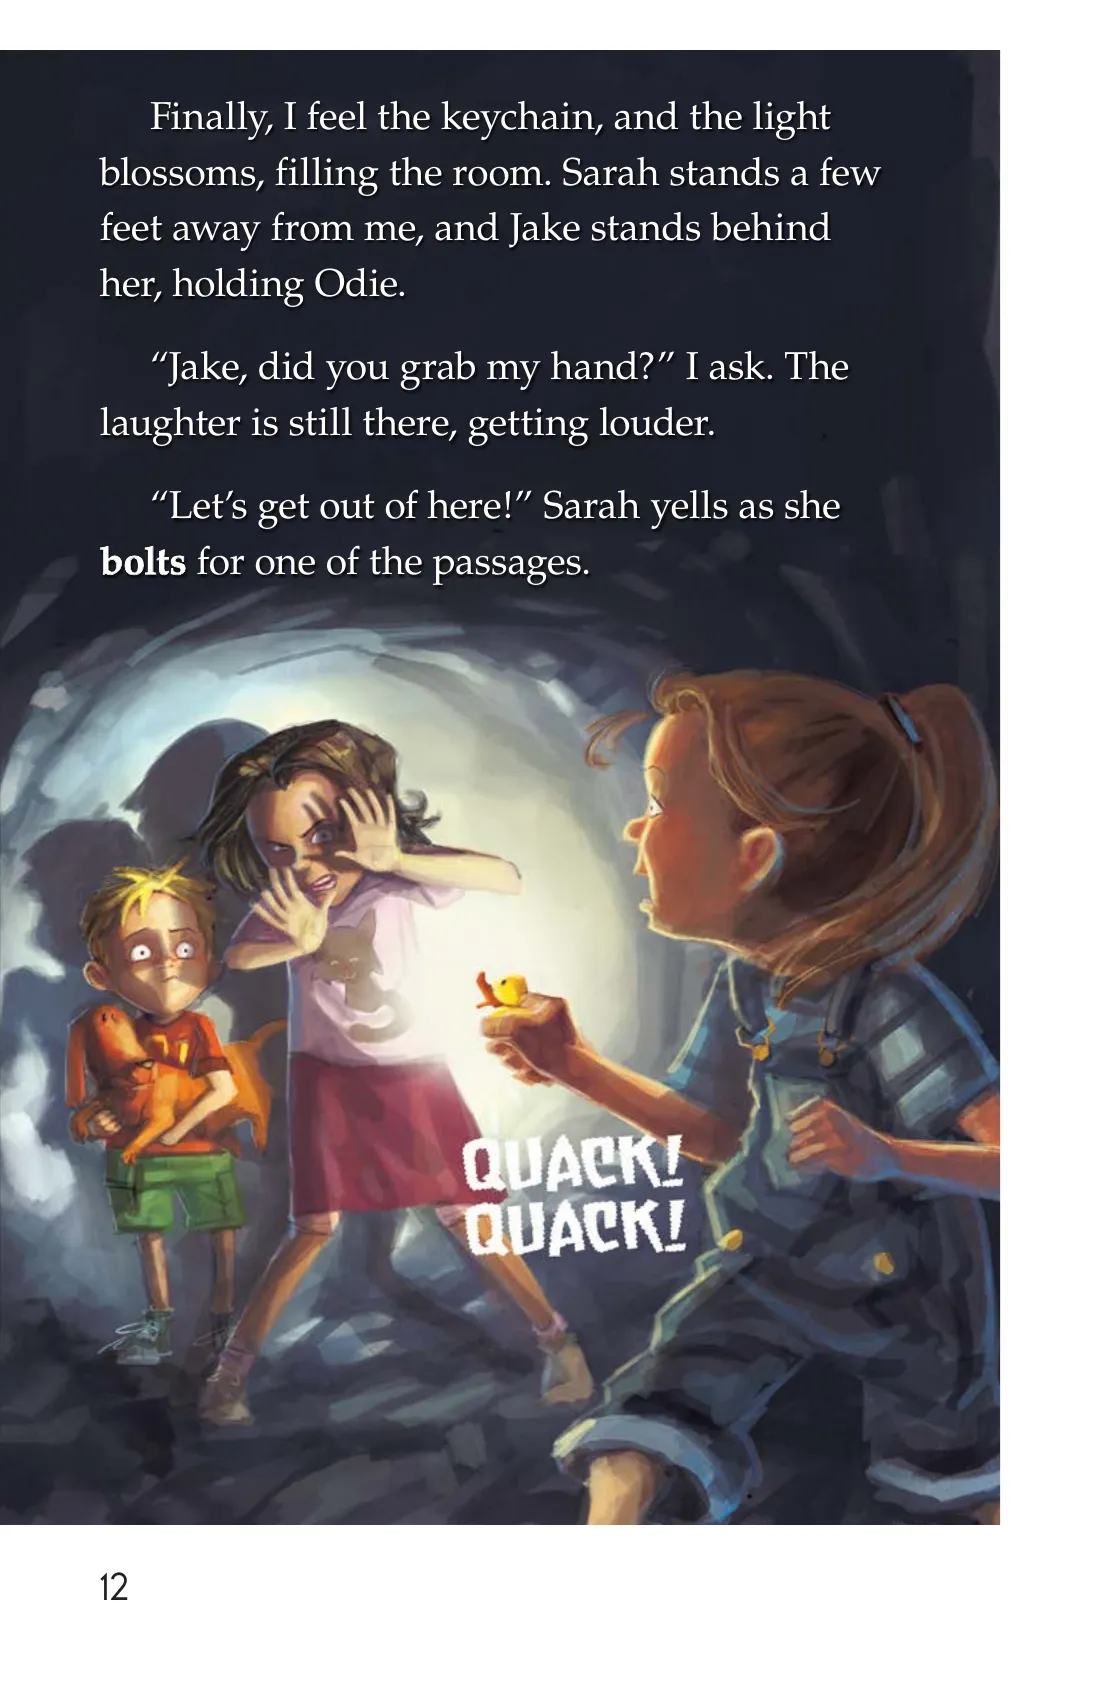 Finally, I feel the keychain, and the light
blossoms, filling the room. Sarah stands a few
feet away from me, and Jake stands behind
her, holding Odie.
“Jake, did you grab my hand?” I ask. The
laughter is still there, getting louder.
“Let’s get out of here!” Sarah yells as she
bolts for one of the passages.
QUACK!
QUACK!
12